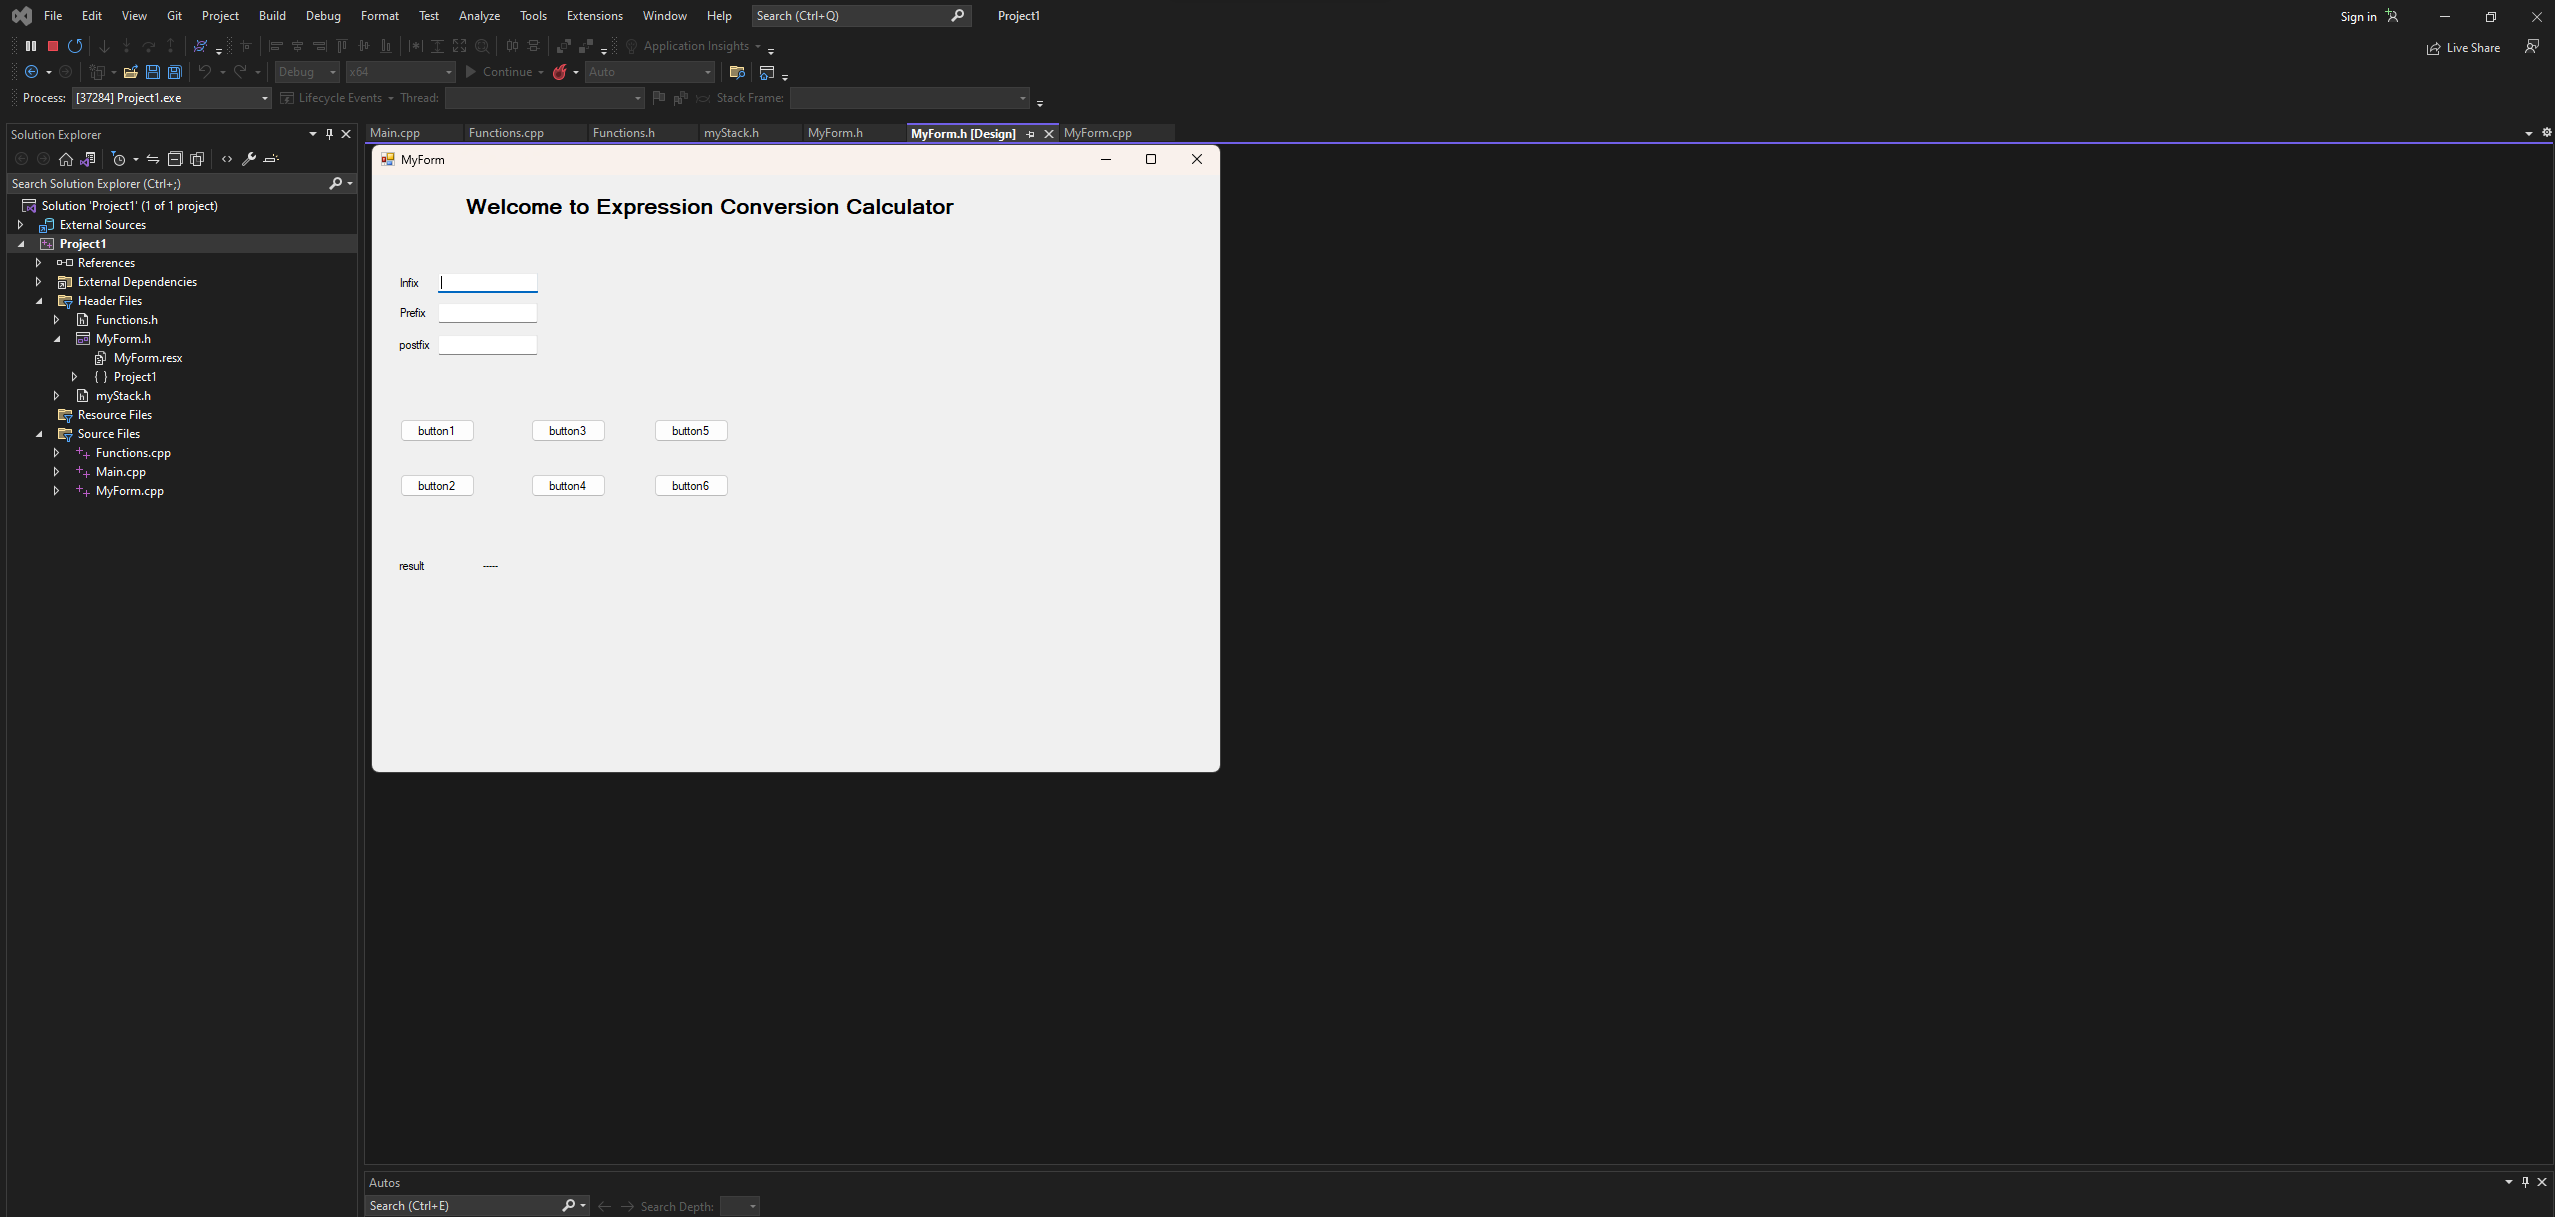 File Edit View Git Project Build Debug Format Test Analyze Tools Extensions Window Help Search (Ctrl+Q) Project1 Sign in
Application Insights Live Share
Debug x64 Continue Auto
Process: [37284] Project1.exe Lifecycle Events Thread: Stack Frame:
Solution Explorer
Search Solution Explorer (Ctrl+;)
Solution 'Project1' (1 of 1 project)
External Sources
Project1
References
External Dependencies
Header Files
Functions.h
MyForm.h
MyForm.resx
{ } Project1
myStack.h
Resource Files
Source Files
Functions.cpp
Main.cpp
MyForm.cpp
Main.cpp Functions.cpp Functions.h myStack.h MyForm.h MyForm.h [Design] MyForm.cpp
MyForm
Welcome to Expression Conversion Calculator
Infix
Prefix
postfix
button1 button3 button5
button2 button4 button6
result -----
Autos
Search (Ctrl+E) Search Depth: